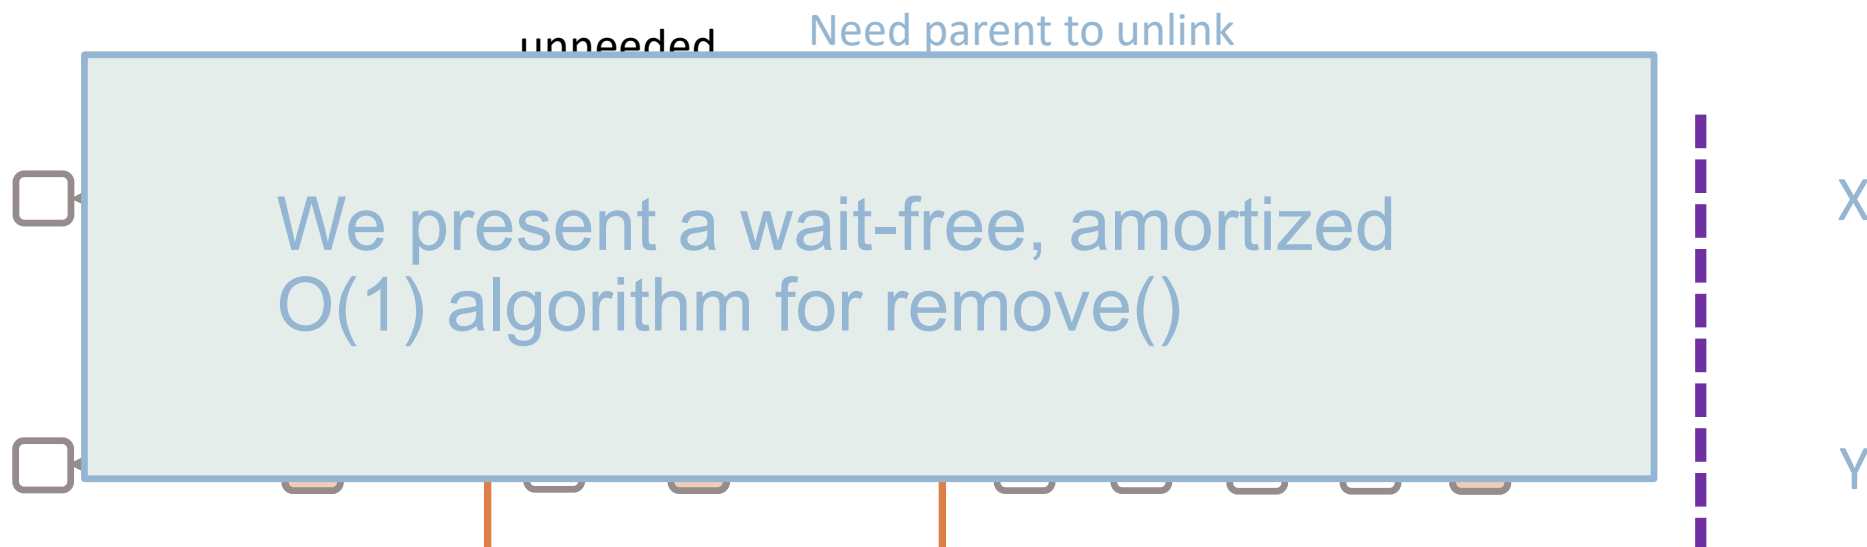 unneeded
Need parent to unlink
We present a wait-free, amortized
O(1) algorithm for remove()
X
Y